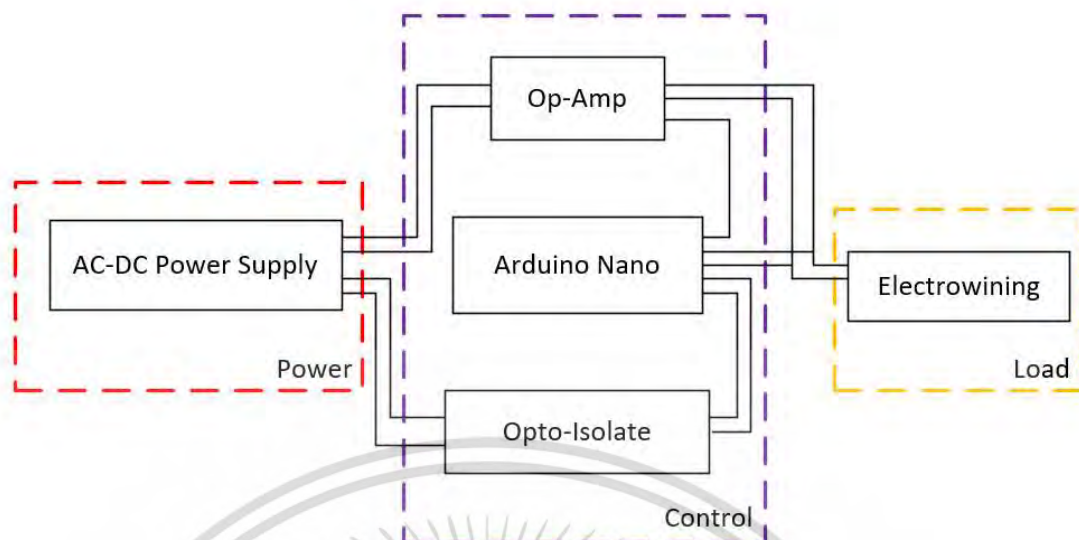 Op-Amp
AC-DC Power Supply
Arduino Nano
Electrowining
Power
Load
Opto-Isolate
Control